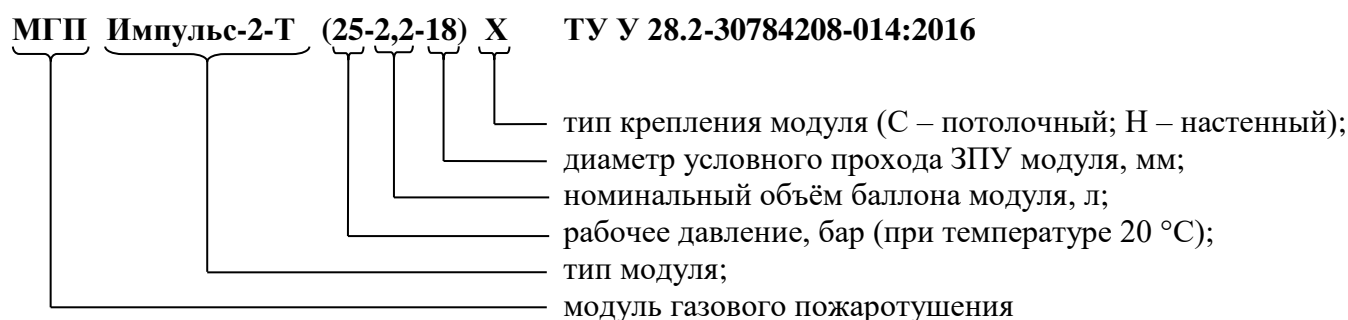 МГП Импульс-2-Т (25-2,2-18) Х ТУ У 28.2-30784208-014:2016
тип крепления модуля (С – потолочный; Н – настенный);
диаметр условного прохода ЗПУ модуля, мм;
номинальный объём баллона модуля, л;
рабочее давление, бар (при температуре 20 °С);
тип модуля;
модуль газового пожаротушения